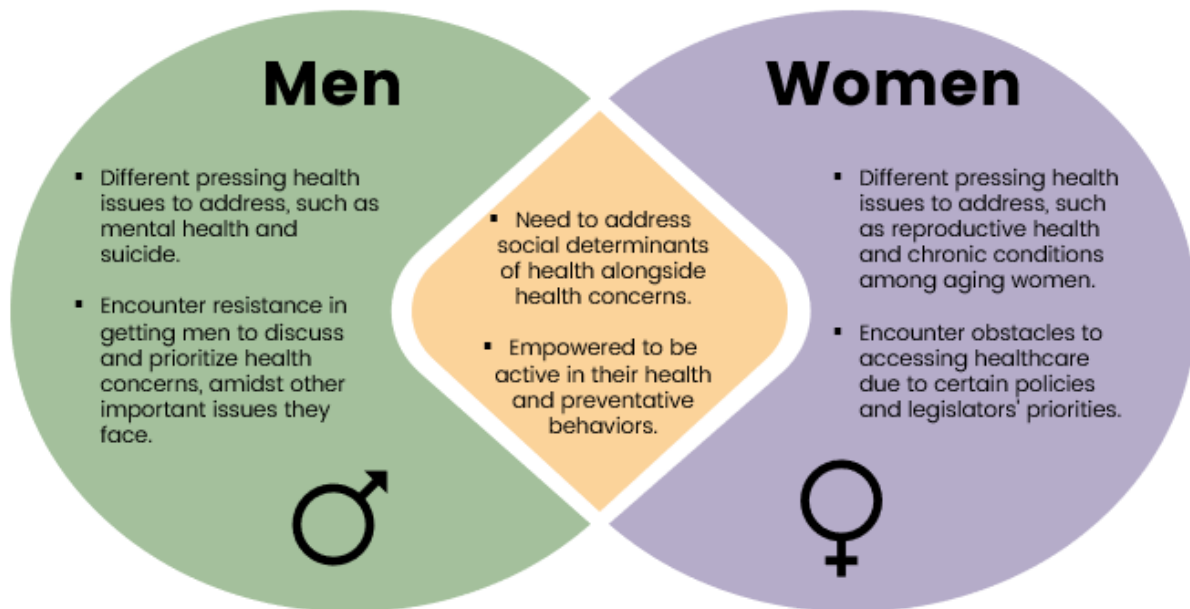 Men
▪ Different pressing health
issues to address, such as
mental health and
suicide.
▪ Encounter resistance in
getting men to discuss
and prioritize health
concerns, amidst other
important issues they
face.
▪ Need to address
social determinants
of health alongside
health concerns.
▪ Empowered to be
active in their health
and preventative
behaviors.
Women
▪ Different pressing health
issues to address, such
as reproductive health
and chronic conditions
among aging women.
▪ Encounter obstacles to
accessing healthcare
due to certain policies
and legislators' priorities.